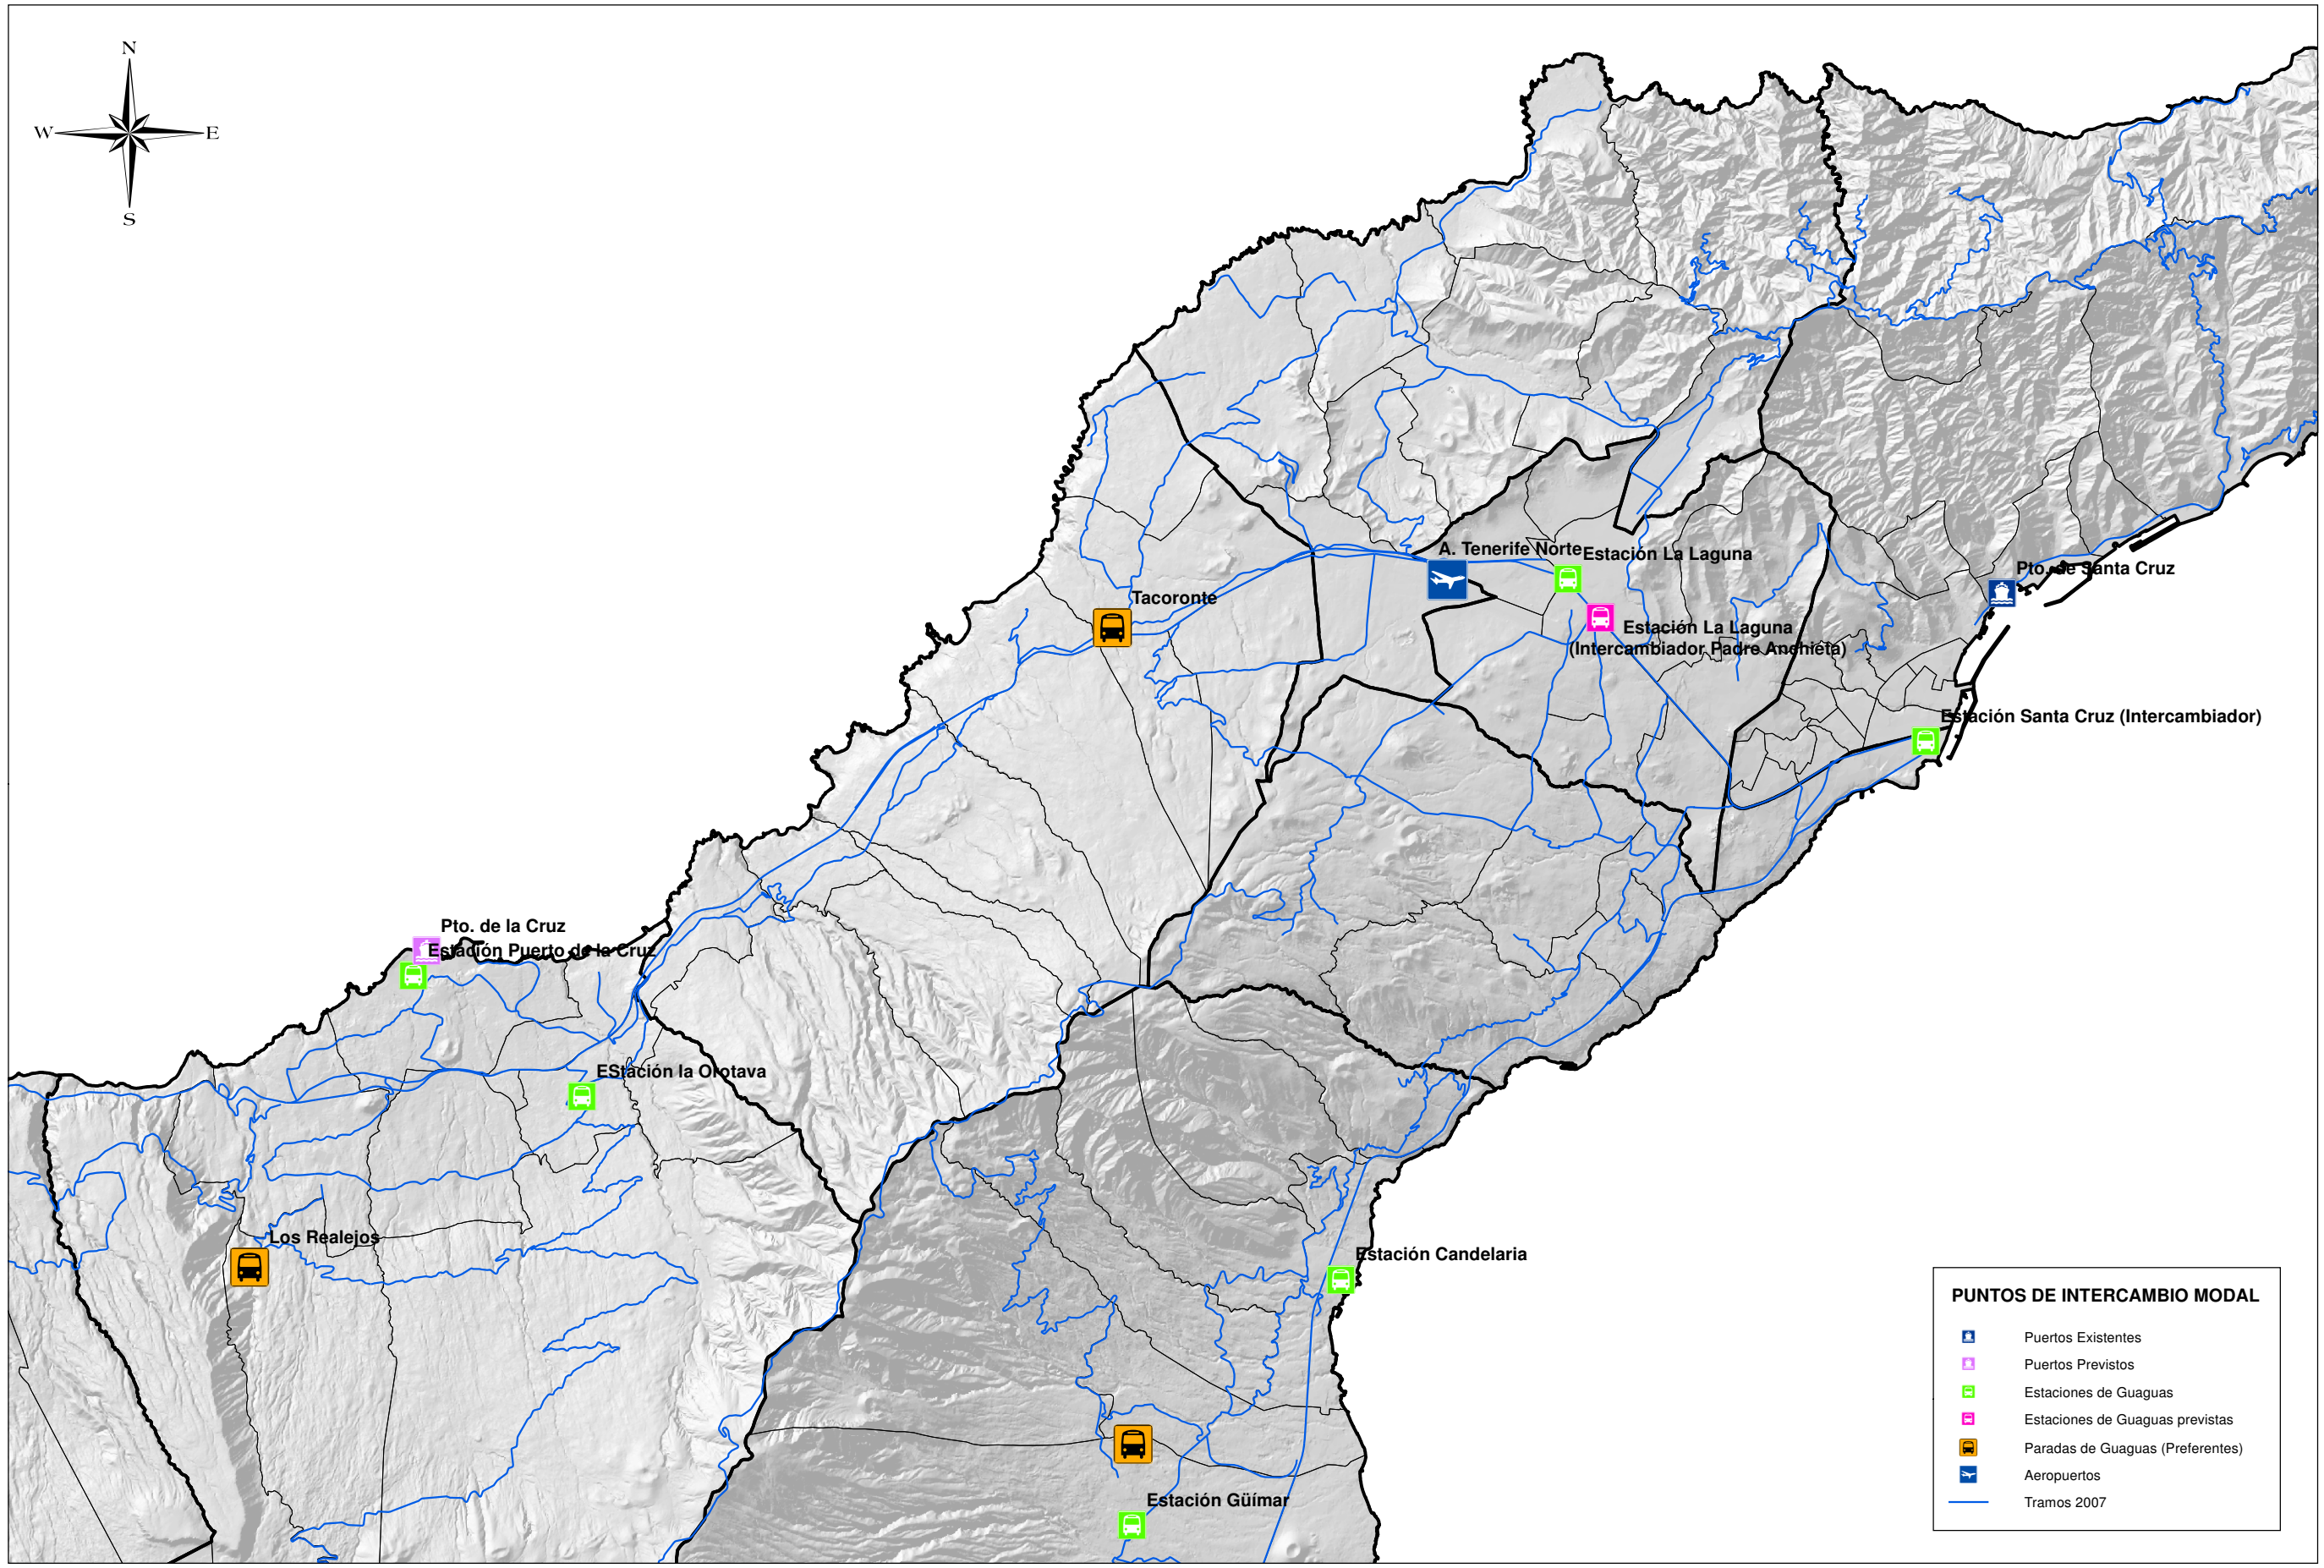 N
W E
S
A. Tenerife Norte
Estación La Laguna
Pto. de Santa Cruz
Tacoronte
Estación La Laguna
(Intercambiador Padre Anchieta)
Estación Santa Cruz (Intercambiador)
Pto. de la Cruz
Estación Puerto de la Cruz
EStación la Orotava
Los Realejos
Estación Candelaria
Estación Güímar
PUNTOS DE INTERCAMBIO MODAL
Puertos Existentes
Puertos Previstos
Estaciones de Guaguas
Estaciones de Guaguas previstas
Paradas de Guaguas (Preferentes)
Aeropuertos
Tramos 2007